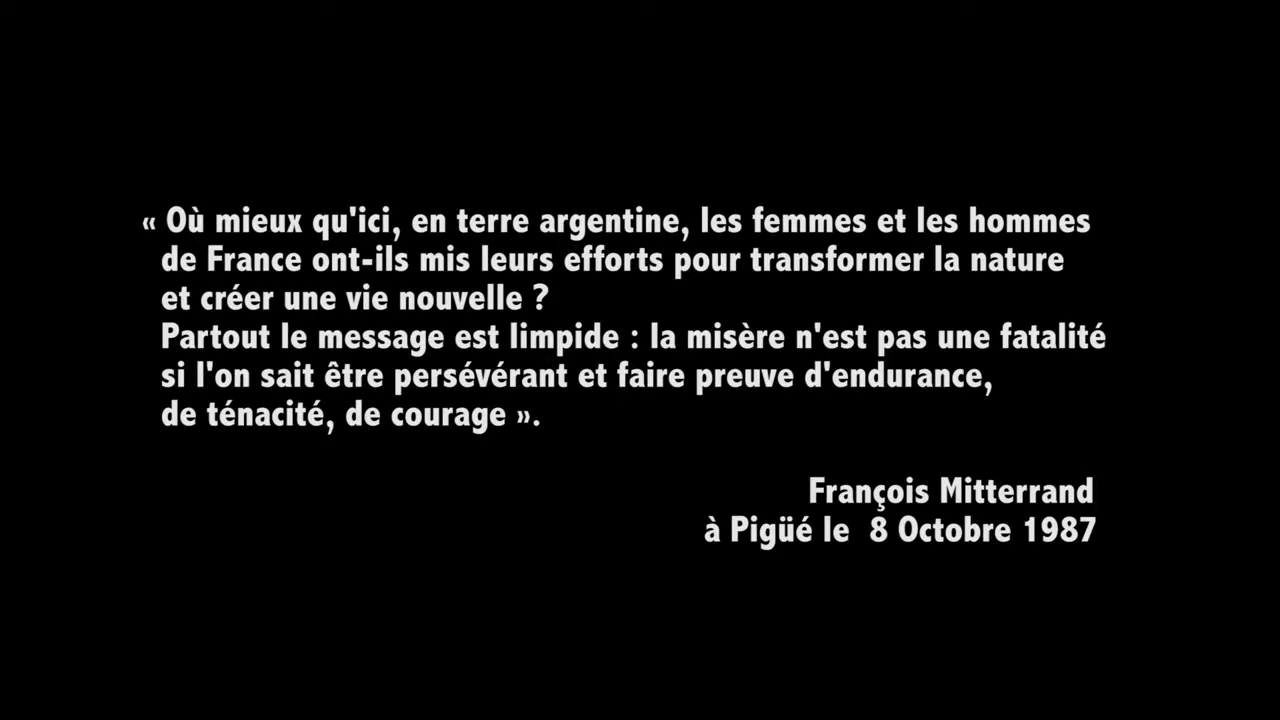 « Où mieux qu'ici, en terre argentine, les femmes et les hommes
de France ont-ils mis leurs efforts pour transformer la nature
et créer une vie nouvelle ?
Partout le message est limpide : la misère n'est pas une fatalité
si l'on sait être persévérant et faire preuve d'endurance,
de ténacité, de courage ».
François Mitterrand
à Pigüé le  8 Octobre 1987